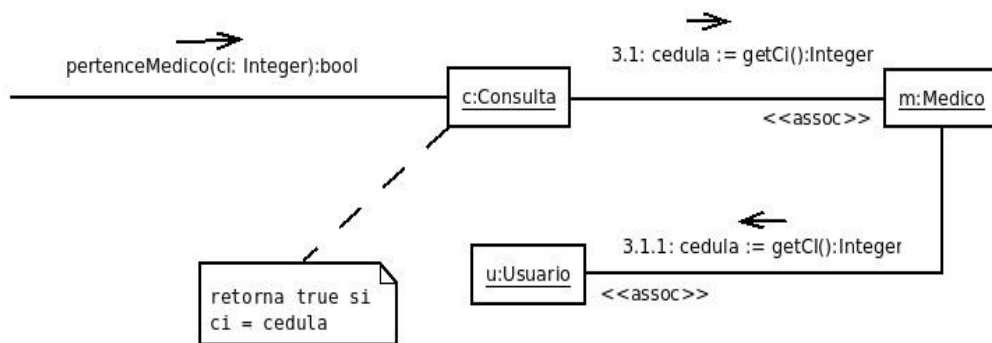 pertenceMedico(ci: Integer):bool
3.1: cedula := getCi():Integer
c:Consulta
m:Medico
<<assoc>>
3.1.1: cedula := getCI():Integer
u:Usuario
<<assoc>>
retorna true si
ci = cedula